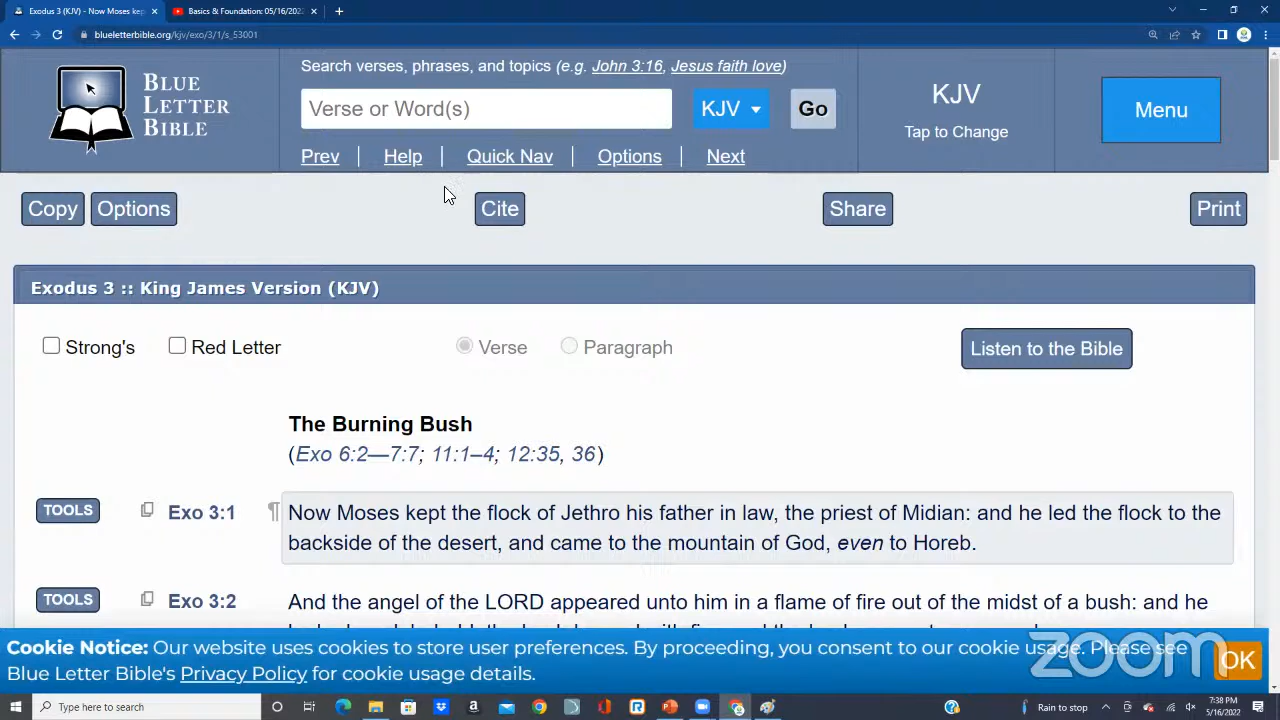 Exodus 3 (KJV) - Now Moses kep
Basics & Foundation: 05/16/202
blueletterbible.org/kjv/exo/3/1/s_53001
BLUE
LETTER
BIBLE
Search verses, phrases, and topics (e.g. John 3:16, Jesus faith love)
Verse or Word(s)
KJV
Go
Prev | Help | Quick Nav | Options | Next
KJV
Tap to Change
Menu
Copy Options Cite Share Print
Exodus 3 :: King James Version (KJV)
Strong's Red Letter Verse Paragraph Listen to the Bible
The Burning Bush
(Exo 6:2—7:7; 11:1–4; 12:35, 36)
TOOLS Exo 3:1 ¶ Now Moses kept the flock of Jethro his father in law, the priest of Midian: and he led the flock to the
backside of the desert, and came to the mountain of God, even to Horeb.
TOOLS Exo 3:2 And the angel of the LORD appeared unto him in a flame of fire out of the midst of a bush: and he
Cookie Notice: Our website uses cookies to store user preferences. By proceeding, you consent to our cookie usage. Please see
Blue Letter Bible's Privacy Policy for cookie usage details.
OK
zoom
Type here to search
Rain to stop
7:38 PM
5/16/2022